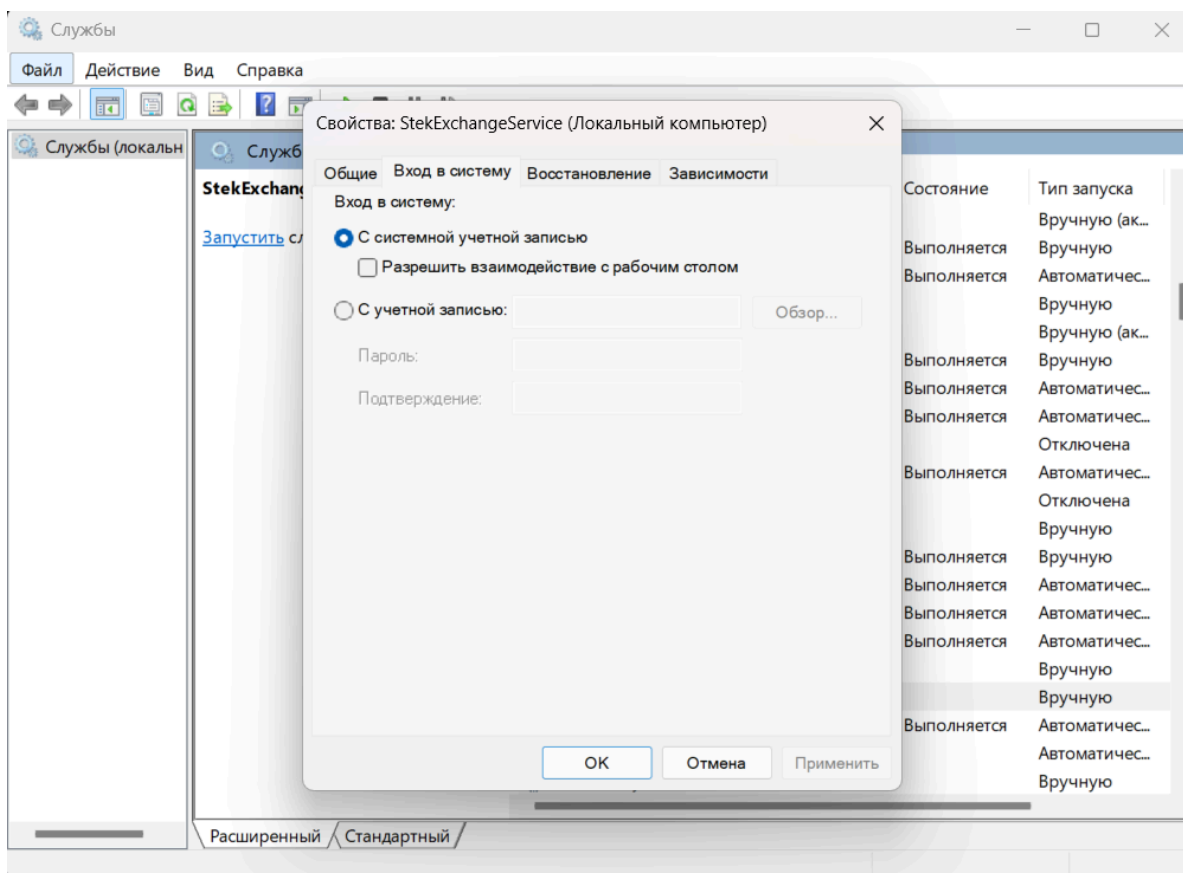 Службы
Файл Действие Вид Справка
Службы (локальн
Служб
StekExchang
Запустить сл
Свойства: StekExchangeService (Локальный компьютер)
Общие Вход в систему Восстановление Зависимости
Вход в систему:
С системной учетной записью
Разрешить взаимодействие с рабочим столом
С учетной записью:
Обзор...
Пароль:
Подтверждение:
OK Отмена Применить
Состояние Тип запуска
Вручную (ак...
Выполняется Вручную
Выполняется Автоматичес...
Вручную
Вручную (ак...
Выполняется Вручную
Выполняется Автоматичес...
Выполняется Автоматичес...
Отключена
Выполняется Автоматичес...
Отключена
Вручную
Выполняется Вручную
Выполняется Автоматичес...
Выполняется Автоматичес...
Выполняется Автоматичес...
Вручную
Вручную
Выполняется Автоматичес...
Автоматичес...
Вручную
Расширенный Стандартный